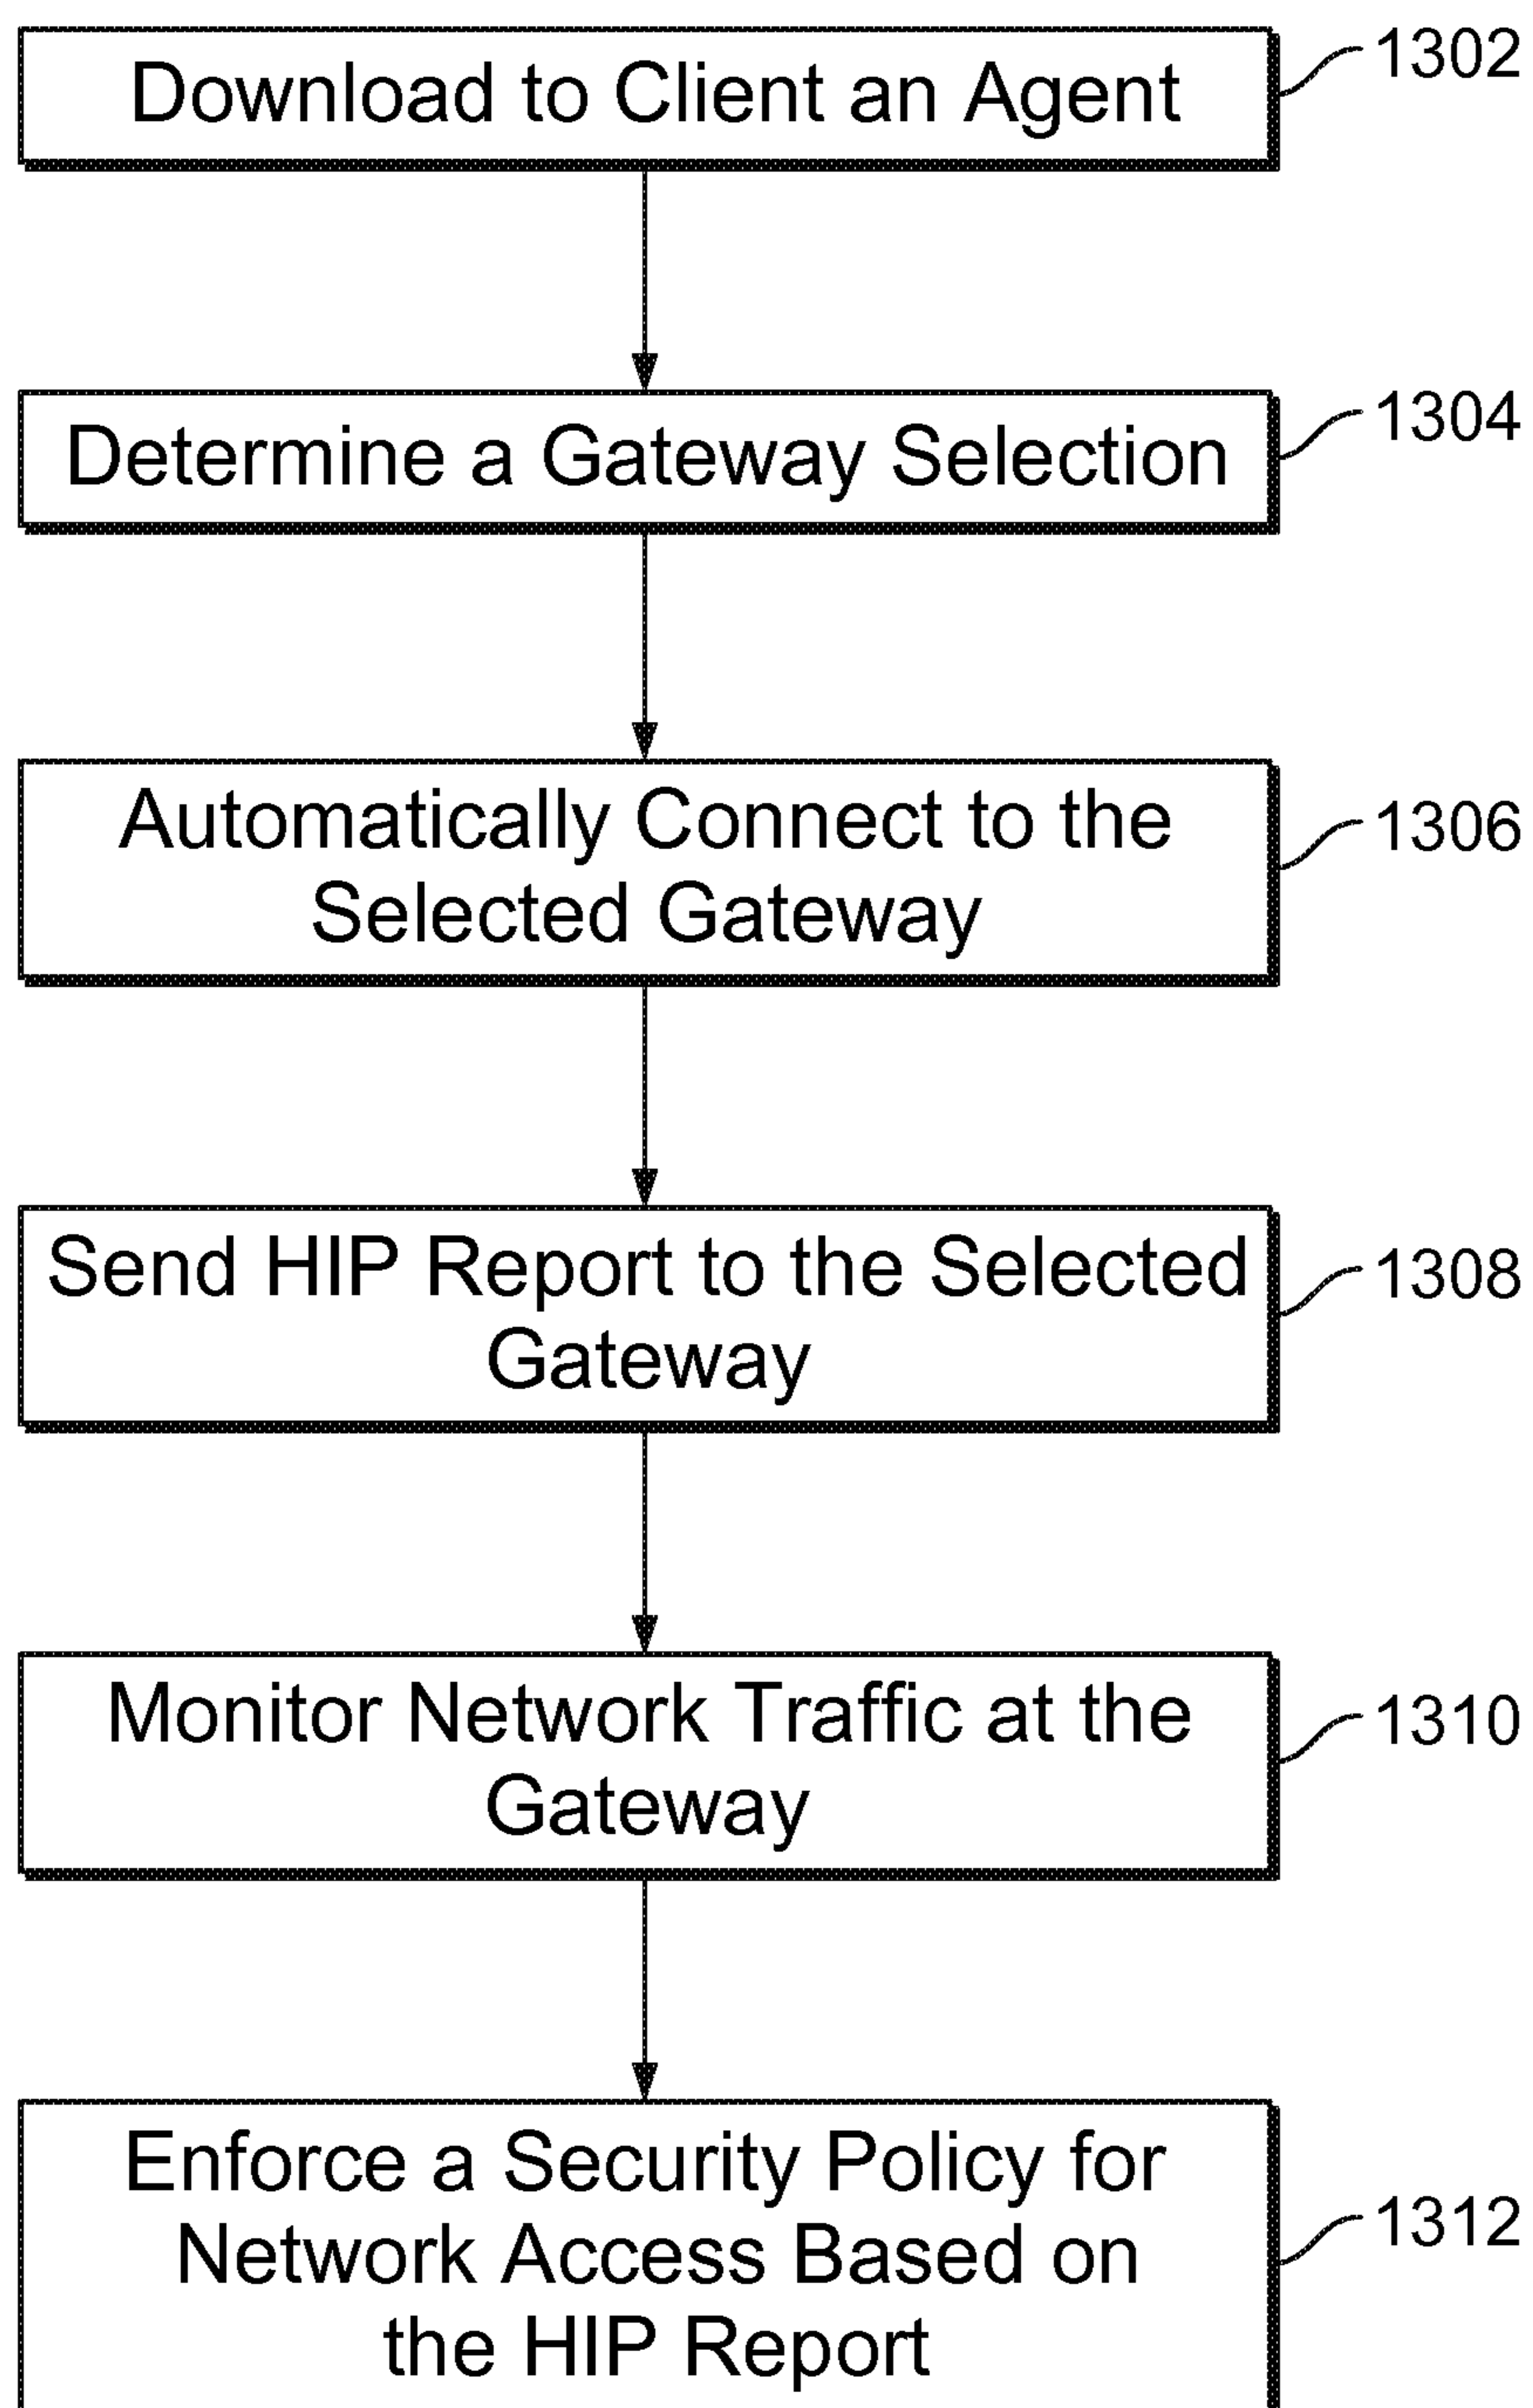 Download to Client an Agent
1302
Determine a Gateway Selection
1304
Automatically Connect to the
Selected Gateway
1306
Send HIP Report to the Selected
Gateway
1308
Monitor Network Traffic at the
Gateway
1310
Enforce a Security Policy for
Network Access Based on
the HIP Report
1312